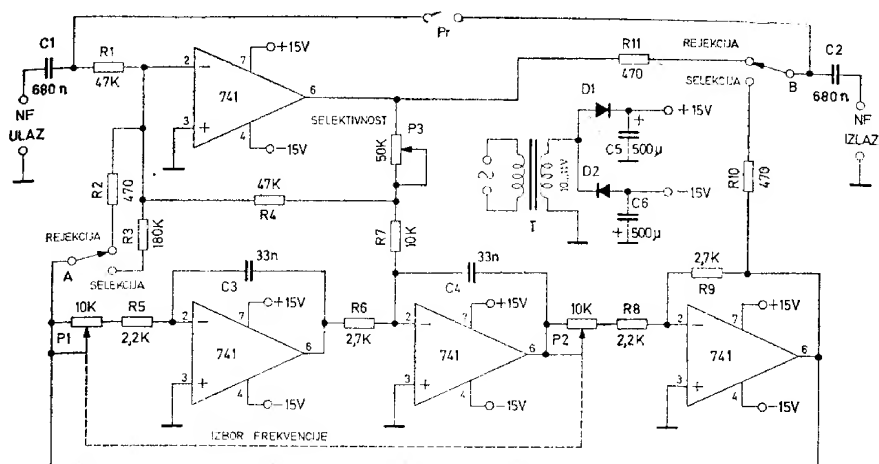 C1
R1
47K
680 n
NF
ULAZ
2
3
7
+15V
741
6
4
-15V
Pr
SELEKTIVNOST
P3
50K
R11
470
REJEKCIJA
SELEKCIJA
B
C2
680 n
NF
IZLAZ
D1
+15V
C5
+
500µ
D2
-15V
C6
+
500µ
T
R10
470
R2
470
REJEKCIJA
A
SELEKCIJA
R3
180K
47K
R4
R7
10K
33n
C3
33n
C4
2,7K
R9
10K
P1
R5
2,2K
2
3
7
+15V
741
6
4
-15V
R6
2,7K
2
3
7
+15V
741
6
4
-15V
10K
P2
R8
2,2K
2
3
7
+15V
741
6
4
-15V
IZBOR FREKVENCIJE